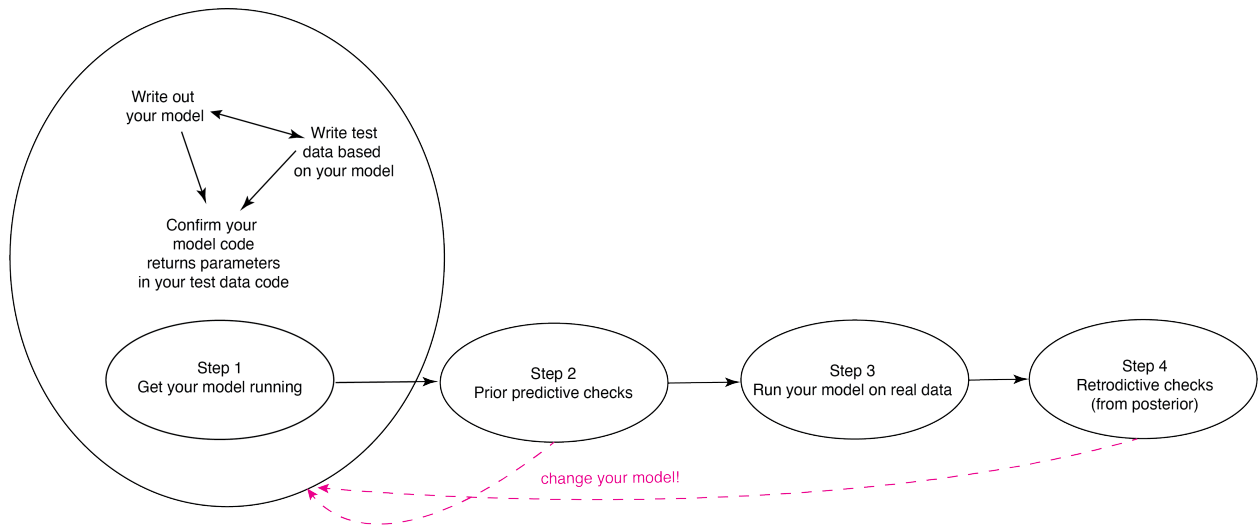 Write out
your model
Write test
data based
on your model
Confirm your
model code
returns parameters
in your test data code
Step 1
Get your model running
Step 2
Prior predictive checks
Step 3
Run your model on real data
Step 4
Retrodictive checks
(from posterior)
change your model!